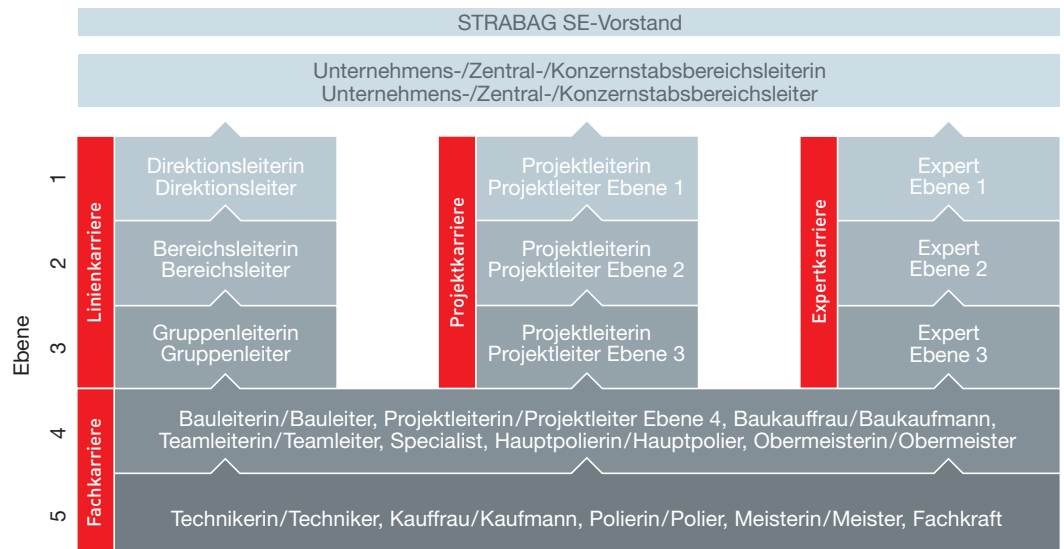 STRABAG SE-Vorstand
Unternehmens-/Zentral-/Konzernstabsbereichsleiterin
Unternehmens-/Zentral-/Konzernstabsbereichsleiter
Ebene
1
2
3
4
5
Linienkarriere
Direktionsleiterin
Direktionsleiter
Bereichsleiterin
Bereichsleiter
Gruppenleiterin
Gruppenleiter
Projektkarriere
Projektleiterin
Projektleiter Ebene 1
Projektleiterin
Projektleiter Ebene 2
Projektleiterin
Projektleiter Ebene 3
Expertkarriere
Expert
Ebene 1
Expert
Ebene 2
Expert
Ebene 3
Fachkarriere
Bauleiterin/Bauleiter, Projektleiterin/Projektleiter Ebene 4, Baukauffrau/Baukaufmann,
Teamleiterin/Teamleiter, Specialist, Hauptpolierin/Hauptpolier, Obermeisterin/Obermeister
Technikerin/Techniker, Kauffrau/Kaufmann, Polierin/Polier, Meisterin/Meister, Fachkraft